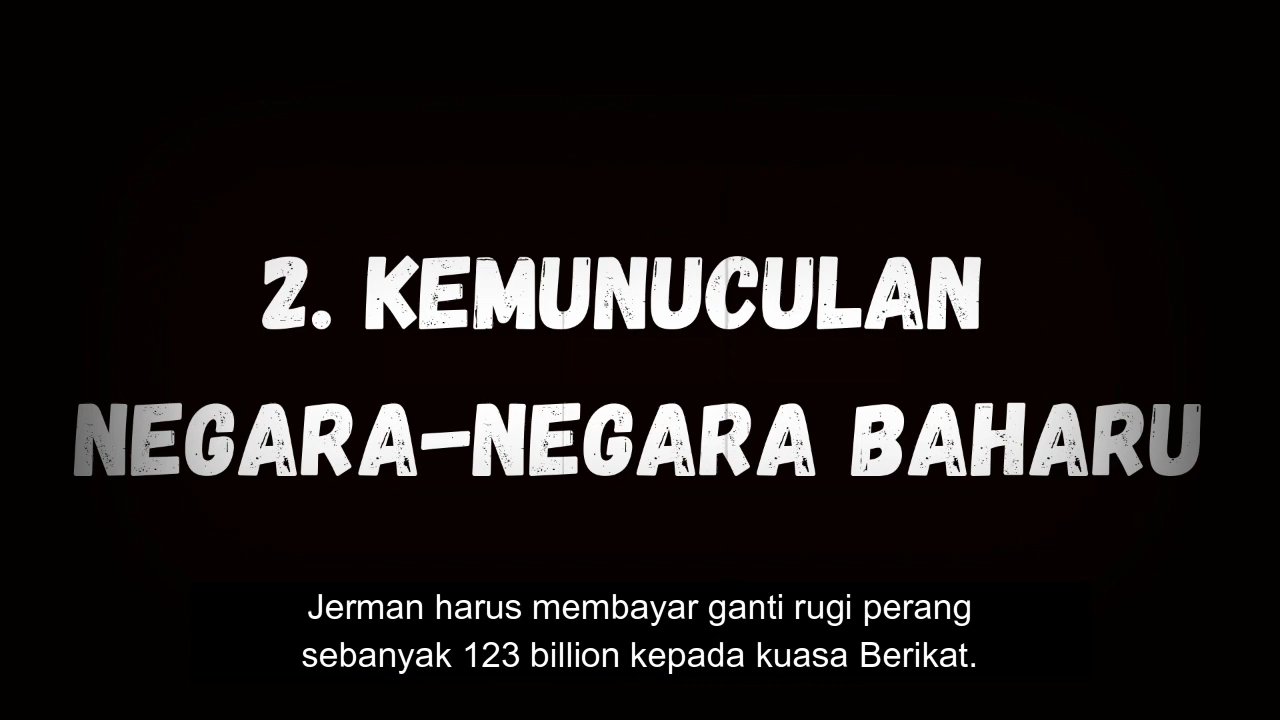 2. KEMUNUCULAN
NEGARA-NEGARA BAHARU
Jerman harus membayar ganti rugi perang
sebanyak 123 billion kepada kuasa Berikat.